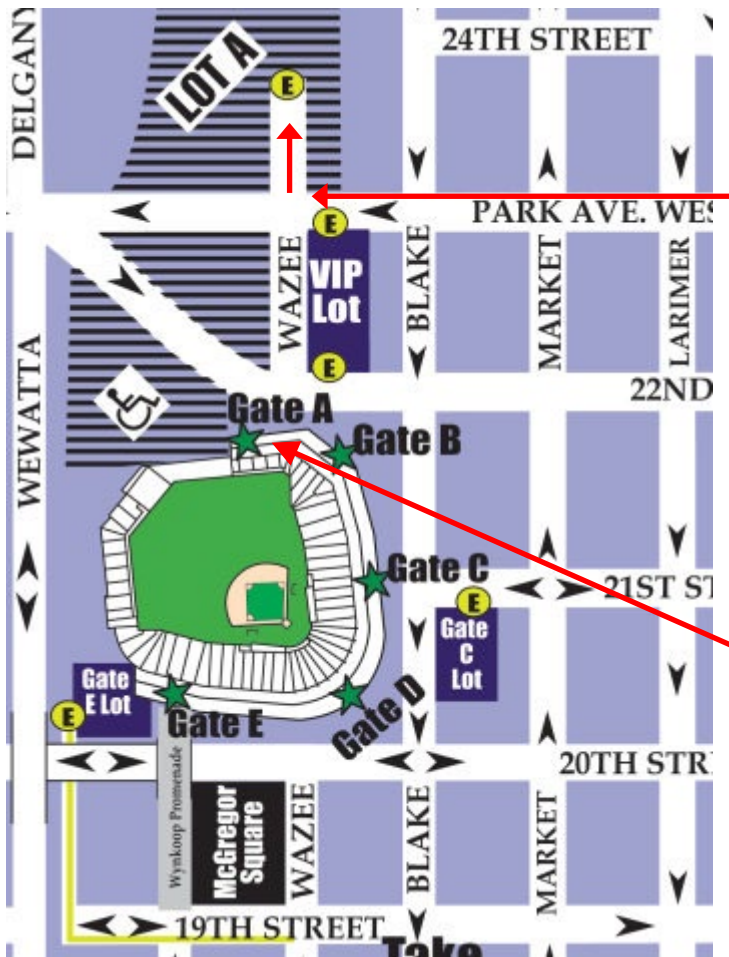 DELGANY
LOT A
E
24TH STREET
PARK AVE. WES
E
WAZEE
VIP
Lot
BLAKE
MARKET
LARIMER
E
22ND
WEWATTA
Gate A
Gate B
Gate C
21ST ST
E
Gate
C
Lot
Gate
E Lot
E
Gate E
Gate D
20TH STR
Wynkoop Promenade
McGregor
Square
WAZEE
BLAKE
MARKET
19TH STREET
Take